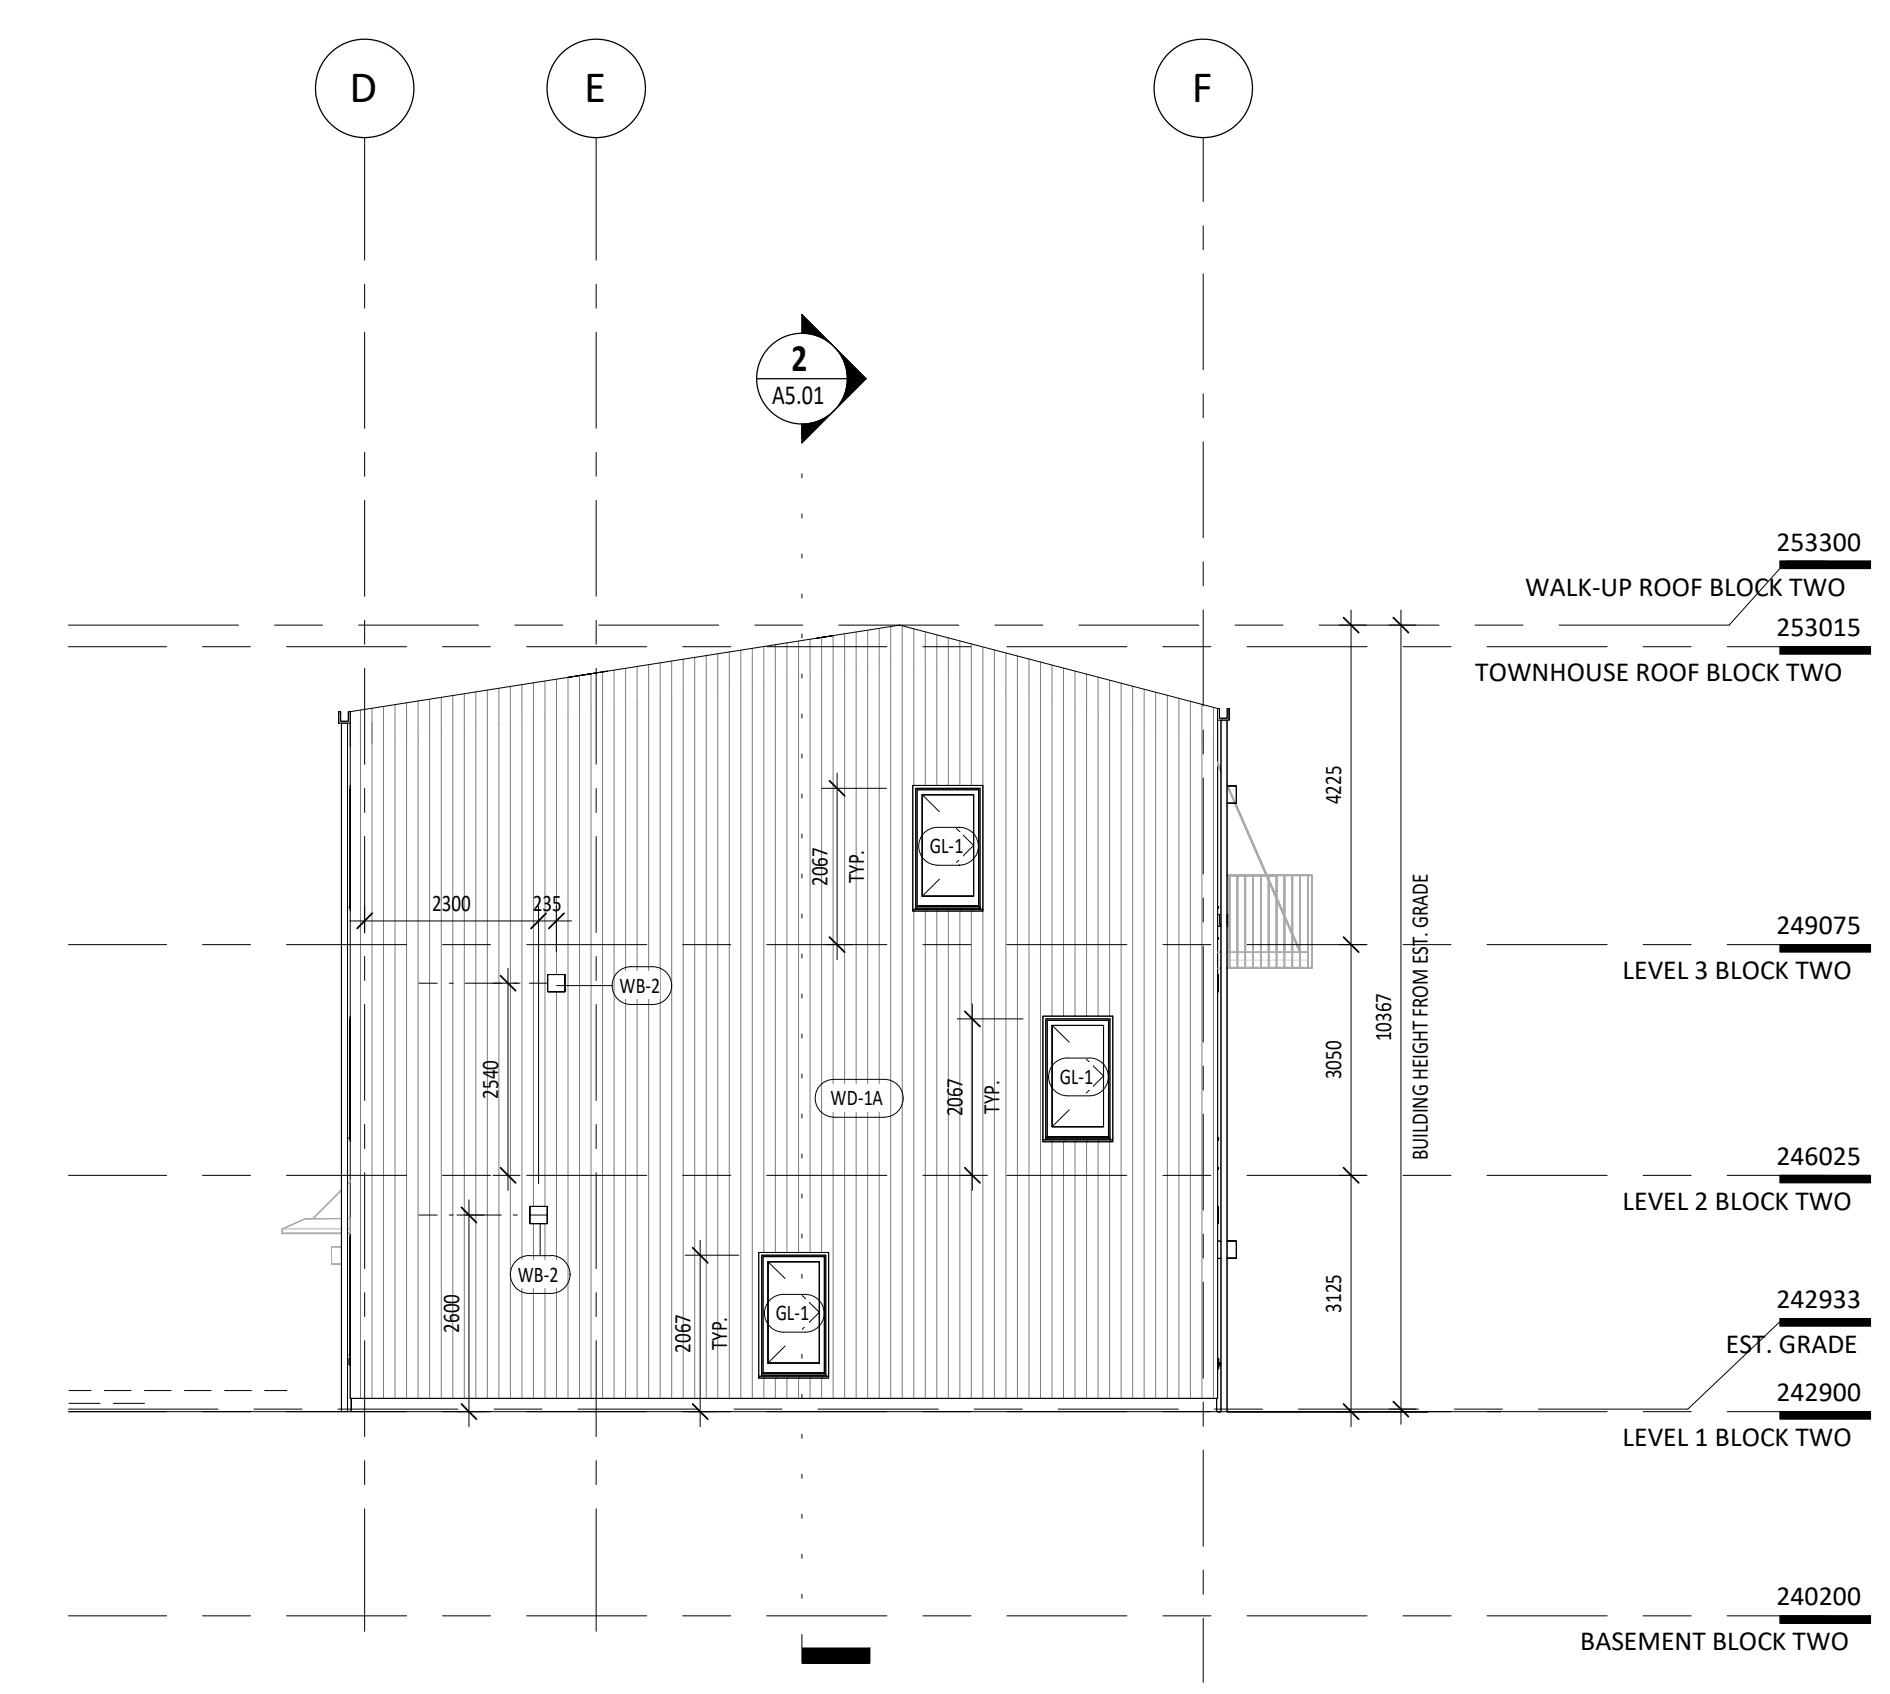 D
E
F
2
A5.01
253300
WALK-UP ROOF BLOCK TWO
253015
TOWNHOUSE ROOF BLOCK TWO
4225
GL-1
2067
TYP.
2300
235
249075
LEVEL 3 BLOCK TWO
WB-2
10367
BUILDING HEIGHT FROM EST. GRADE
3050
2540
GL-1
2067
TYP.
WD-1A
246025
LEVEL 2 BLOCK TWO
WB-2
2600
2067
TYP.
GL-1
3125
242933
EST. GRADE
242900
LEVEL 1 BLOCK TWO
240200
BASEMENT BLOCK TWO